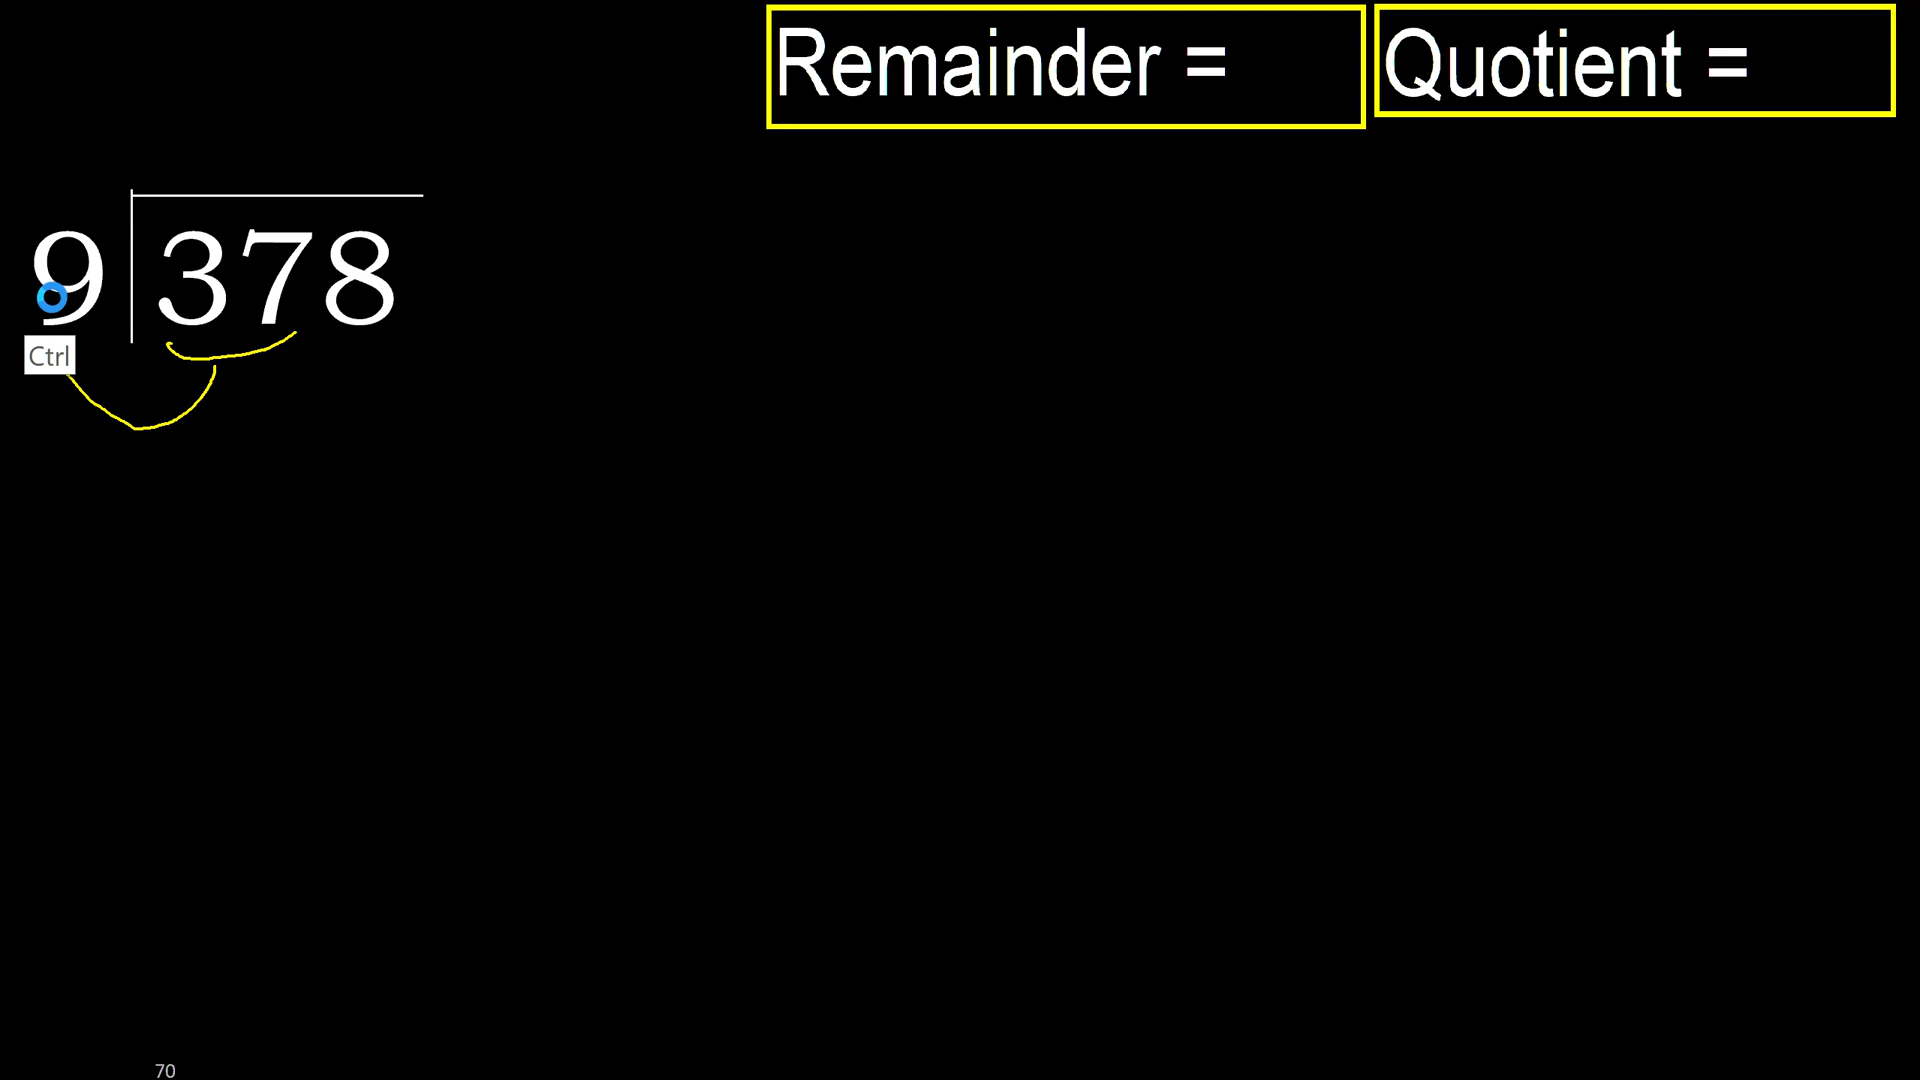 Remainder =
Quotient =
9 378
Ctrl
70